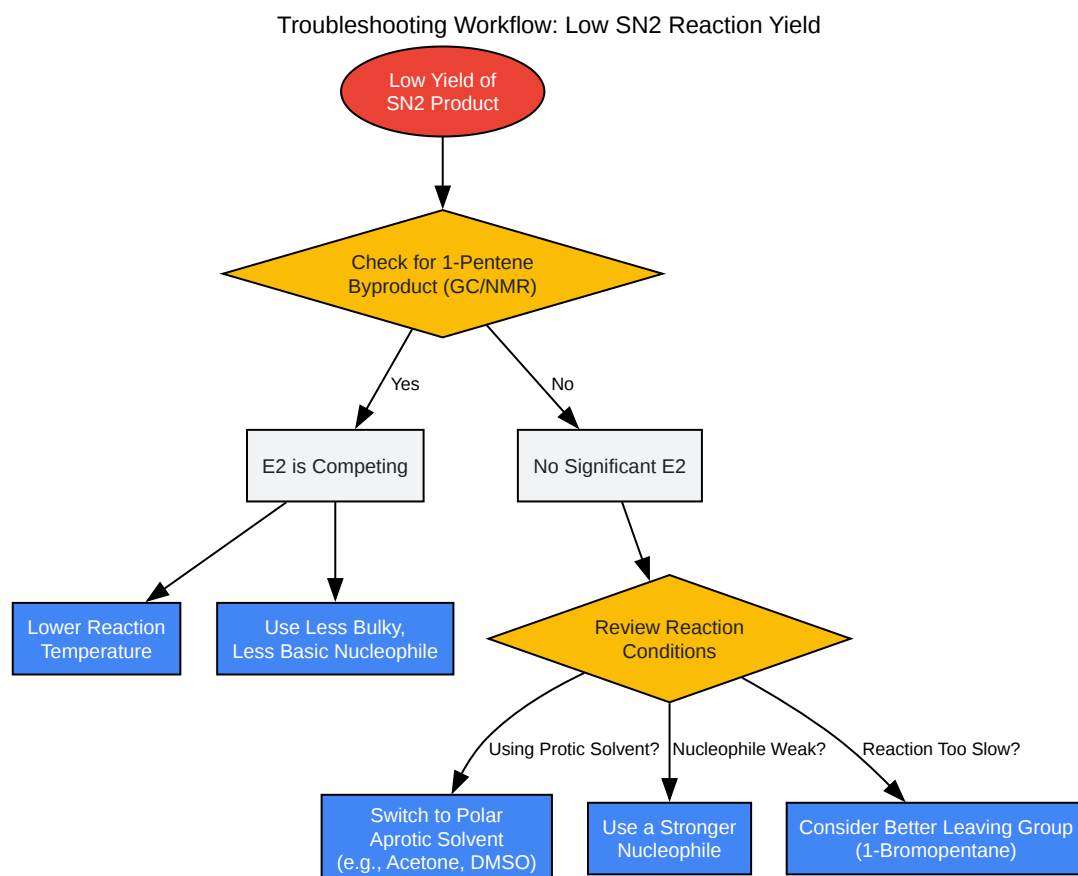 Troubleshooting Workflow: Low SN2 Reaction Yield
Low Yield of
SN2 Product
Check for 1-Pentene
Byproduct (GC/NMR)
Yes
No
E2 is Competing
No Significant E2
Lower Reaction
Temperature
Use Less Bulky,
Less Basic Nucleophile
Review Reaction
Conditions
Using Protic Solvent?
Nucleophile Weak?
Reaction Too Slow?
Switch to Polar
Aprotic Solvent
(e.g., Acetone, DMSO)
Use a Stronger
Nucleophile
Consider Better Leaving Group
(1-Bromopentane)